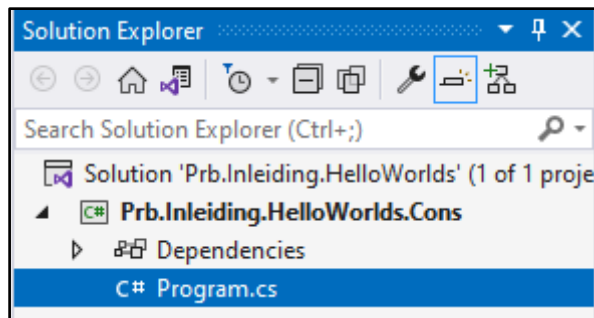 Solution Explorer
Search Solution Explorer (Ctrl+;)
Solution 'Prb.Inleiding.HelloWorlds' (1 of 1 proje
C# Prb.Inleiding.HelloWorlds.Cons
Dependencies
C# Program.cs